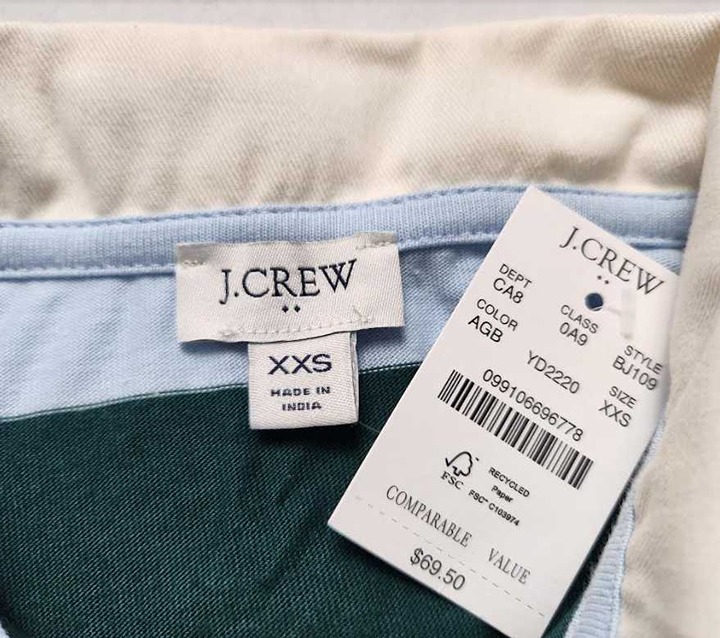 J.CREW
XXS
MADE IN
INDIA
J.CREW
DEPT CLASS STYLE
CA8 0A9 BJ109
COLOR SIZE
AGB YD2220 XXS
099106696778
FSC
RECYCLED
Paper
FSC™ C103974
COMPARABLE VALUE
$69.50